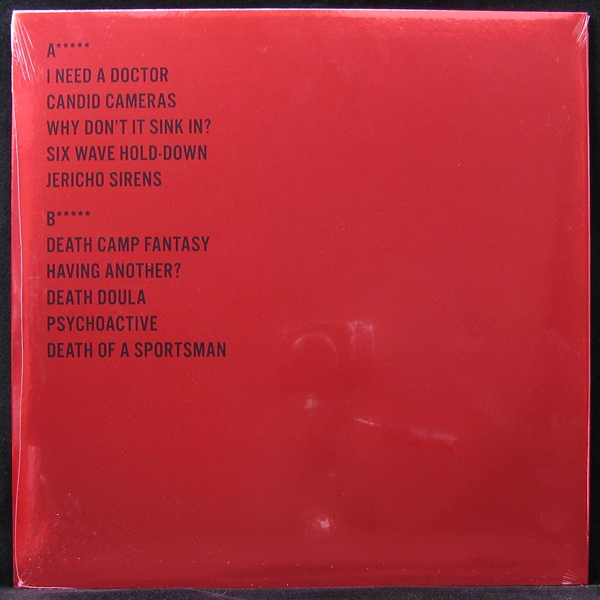 A*****
I NEED A DOCTOR
CANDID CAMERAS
WHY DON'T IT SINK IN?
SIX WAVE HOLD-DOWN
JERICHO SIRENS
B*****
DEATH CAMP FANTASY
HAVING ANOTHER?
DEATH DOULA
PSYCHOACTIVE
DEATH OF A SPORTSMAN